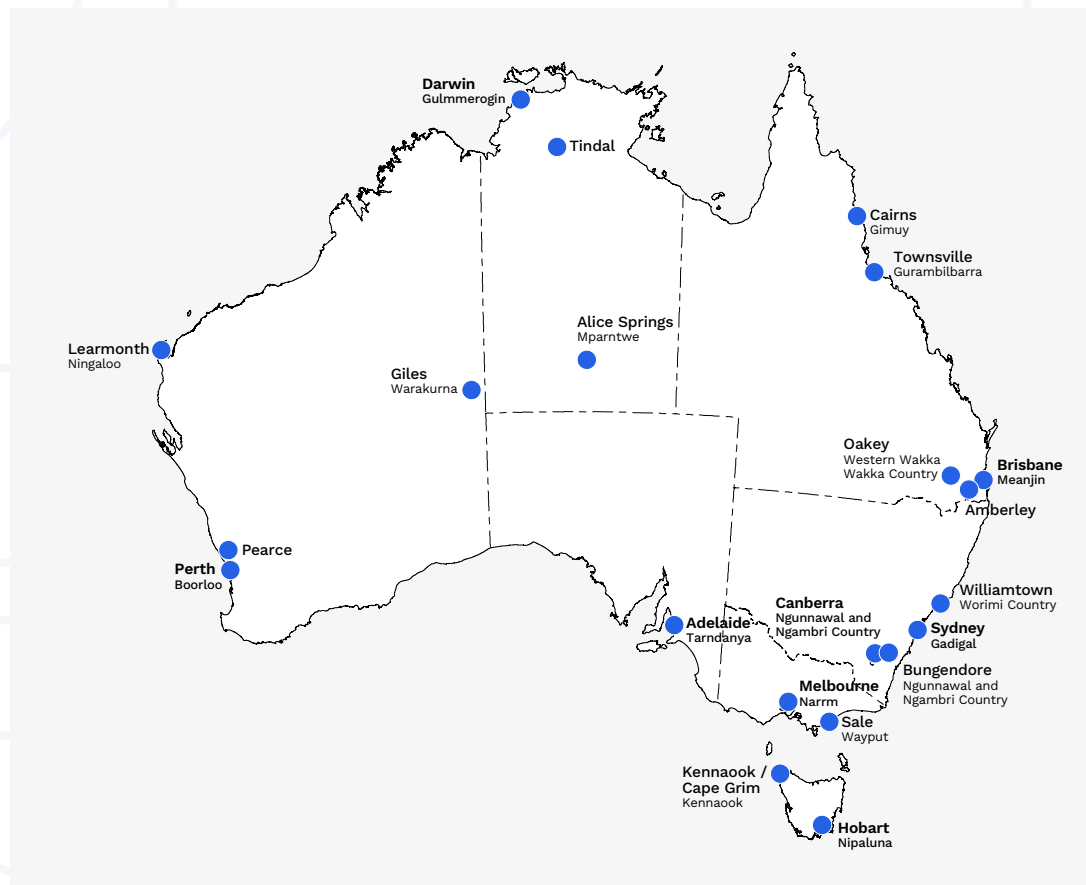 Darwin
Gulmmerogin
Tindal
Cairns
Gimuy
Townsville
Gurambilbarra
Alice Springs
Mparntwe
Learmonth
Ningaloo
Giles
Warakurna
Oakey
Western Wakka
Wakka Country
Brisbane
Meanjin
Amberley
Pearce
Perth
Boorloo
Williamtown
Worimi Country
Canberra
Ngunnawal and
Ngambri Country
Adelaide
Tarndanya
Sydney
Gadigal
Bungendore
Ngunnawal and
Ngambri Country
Melbourne
Narrm
Sale
Wayput
Kennaook /
Cape Grim
Kennaook
Hobart
Nipaluna